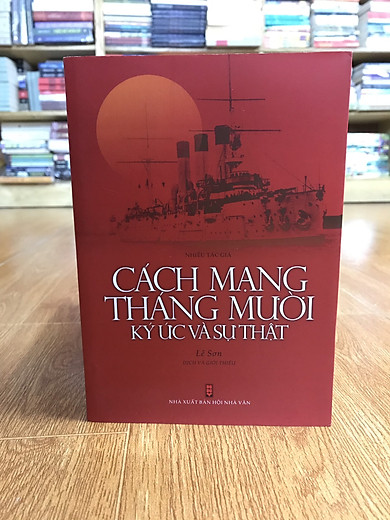 NHIỀU TÁC GIẢ
CÁCH MẠNG
THÁNG MƯỜI
KÝ ỨC VÀ SỰ THẬT
Lê Sơn
DỊCH VÀ GIỚI THIỆU
NHÀ XUẤT BẢN HỘI NHÀ VĂN